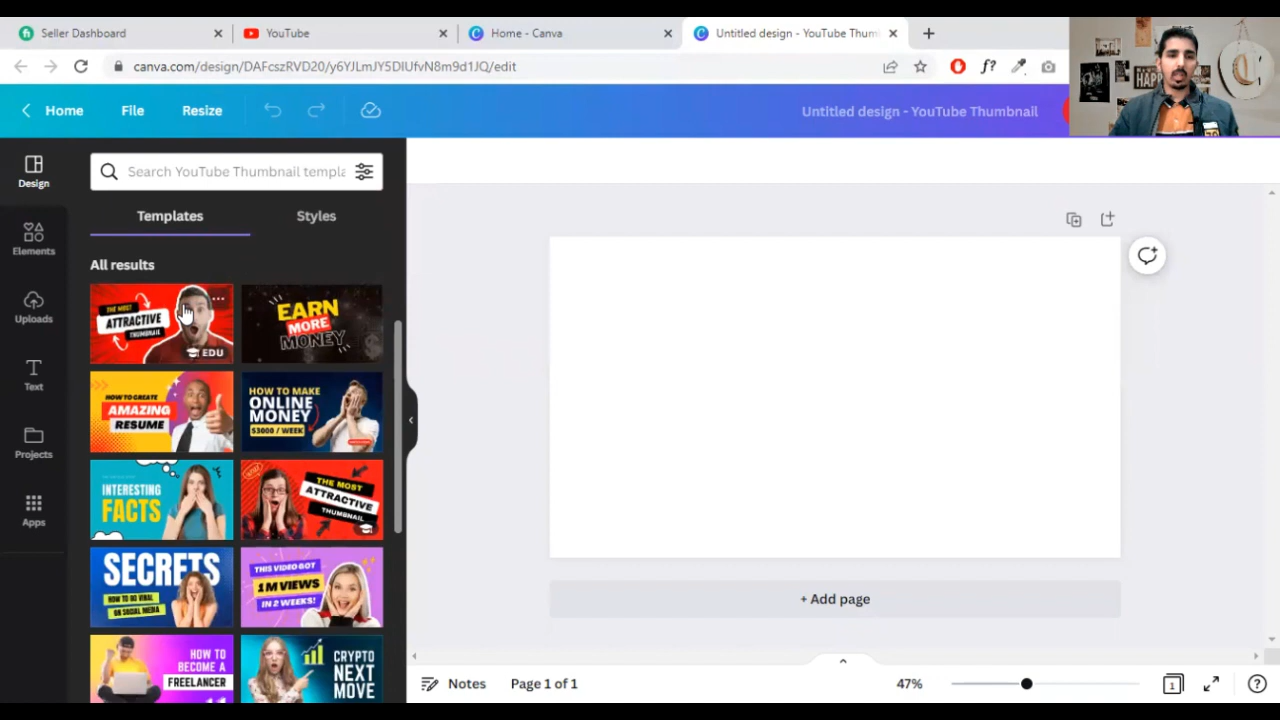 Seller Dashboard
YouTube
Home - Canva
Untitled design - YouTube Thum
canva.com/design/DAFcszRVD20/y6YJLmJY5DIUfvN8m9d1JQ/edit
f?
Home
File
Resize
Untitled design - YouTube Thumbnail
HAPP
Design
Elements
Uploads
Text
Projects
Apps
Search YouTube Thumbnail templa
Templates
Styles
All results
THE MOST
ATTRACTIVE
THUMBNAIL
EDU
EARN
MORE
MONEY
HOW TO CREATE
AMAZING
RESUME
HOW TO MAKE
ONLINE
MONEY
$3000 / WEEK
INTERESTING
FACTS
THE MOST
ATTRACTIVE
THUMBNAIL
SECRETS
HOW TO GO VIRAL
ON SOCIAL MEDIA
THIS VIDEO GOT
1M VIEWS
IN 2 WEEKS!
HOW TO
BECOME A
FREELANCER
CRYPTO
NEXT
MOVE
+ Add page
Notes
Page 1 of 1
47%
1
?